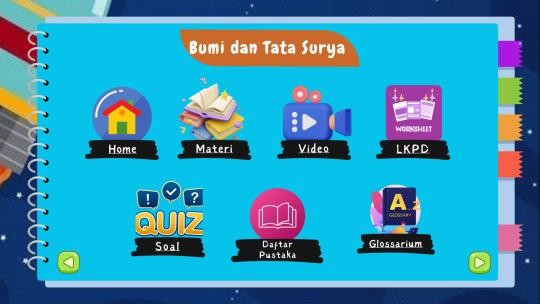 Bumi dan Tata Surya
WORKSHEET
Home
Materi
Video
LKPD
! ?
QUIZ
A
GLOSSARY
Soal
Daftar
Pustaka
Glossarium